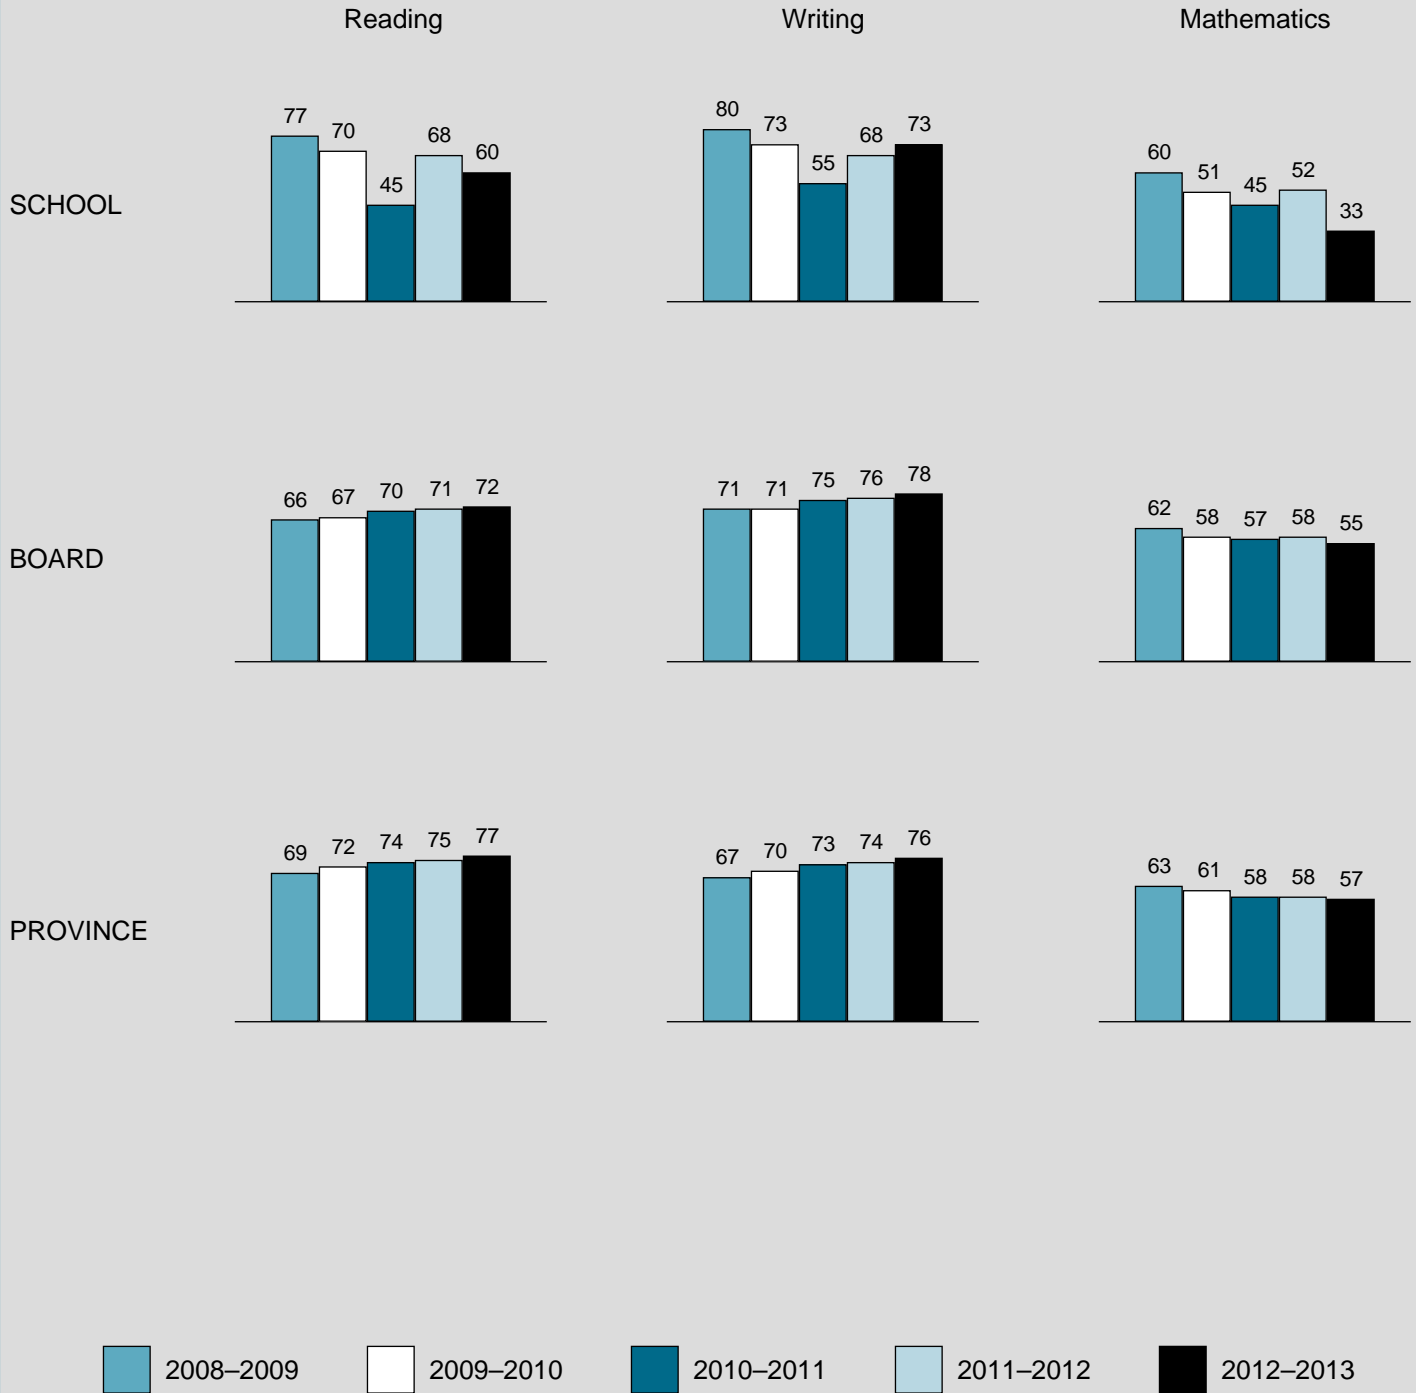 Reading Writing Mathematics
77 70 45 68 60 80 73 55 68 73 60 51 45 52 33
SCHOOL
66 67 70 71 72 71 71 75 76 78 62 58 57 58 55
BOARD
69 72 74 75 77 67 70 73 74 76 63 61 58 58 57
PROVINCE
2008–2009 2009–2010 2010–2011 2011–2012 2012–2013